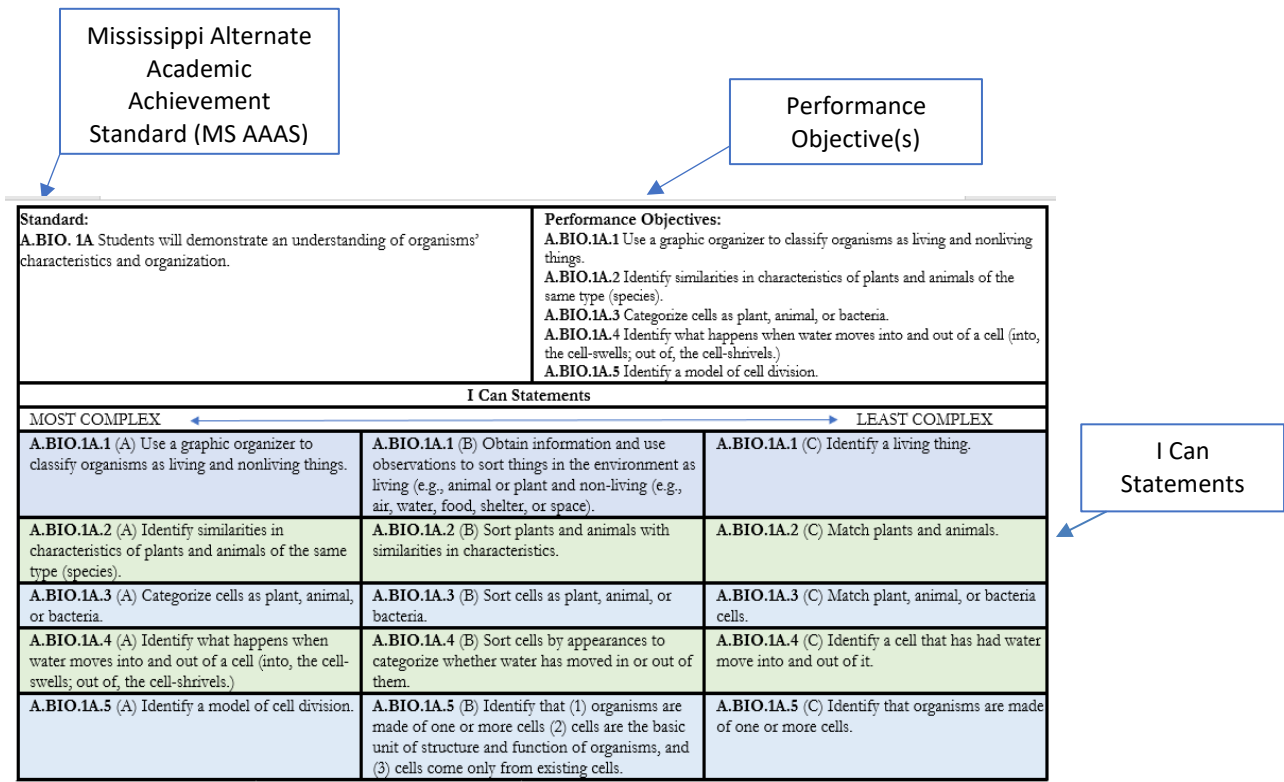 Mississippi Alternate
Academic
Achievement
Standard (MS AAAS)
Performance
Objective(s)
Standard:
A.BIO. 1A Students will demonstrate an understanding of organisms'
characteristics and organization.
Performance Objectives:
A.BIO.1A.1 Use a graphic organizer to classify organisms as living and nonliving
things.
A.BIO.1A.2 Identify similarities in characteristics of plants and animals of the
same type (species).
A.BIO.1A.3 Categorize cells as plant, animal, or bacteria.
A.BIO.1A.4 Identify what happens when water moves into and out of a cell (into,
the cell-swells; out of, the cell-shrivels.)
A.BIO.1A.5 Identify a model of cell division.
I Can Statements
MOST COMPLEX
LEAST COMPLEX
A.BIO.1A.1 (A) Use a graphic organizer to
classify organisms as living and nonliving things.
A.BIO.1A.1 (B) Obtain information and use
observations to sort things in the environment as
living (e.g., animal or plant and non-living (e.g.,
air, water, food, shelter, or space).
A.BIO.1A.1 (C) Identify a living thing.
A.BIO.1A.2 (A) Identify similarities in
characteristics of plants and animals of the same
type (species).
A.BIO.1A.2 (B) Sort plants and animals with
similarities in characteristics.
A.BIO.1A.2 (C) Match plants and animals.
A.BIO.1A.3 (A) Categorize cells as plant, animal,
or bacteria.
A.BIO.1A.3 (B) Sort cells as plant, animal, or
bacteria.
A.BIO.1A.3 (C) Match plant, animal, or bacteria
cells.
A.BIO.1A.4 (A) Identify what happens when
water moves into and out of a cell (into, the cell-
swells; out of, the cell-shrivels.)
A.BIO.1A.4 (B) Sort cells by appearances to
categorize whether water has moved in or out of
them.
A.BIO.1A.4 (C) Identify a cell that has had water
move into and out of it.
A.BIO.1A.5 (A) Identify a model of cell division.
A.BIO.1A.5 (B) Identify that (1) organisms are
made of one or more cells (2) cells are the basic
unit of structure and function of organisms, and
(3) cells come only from existing cells.
A.BIO.1A.5 (C) Identify that organisms are made
of one or more cells.
I Can
Statements